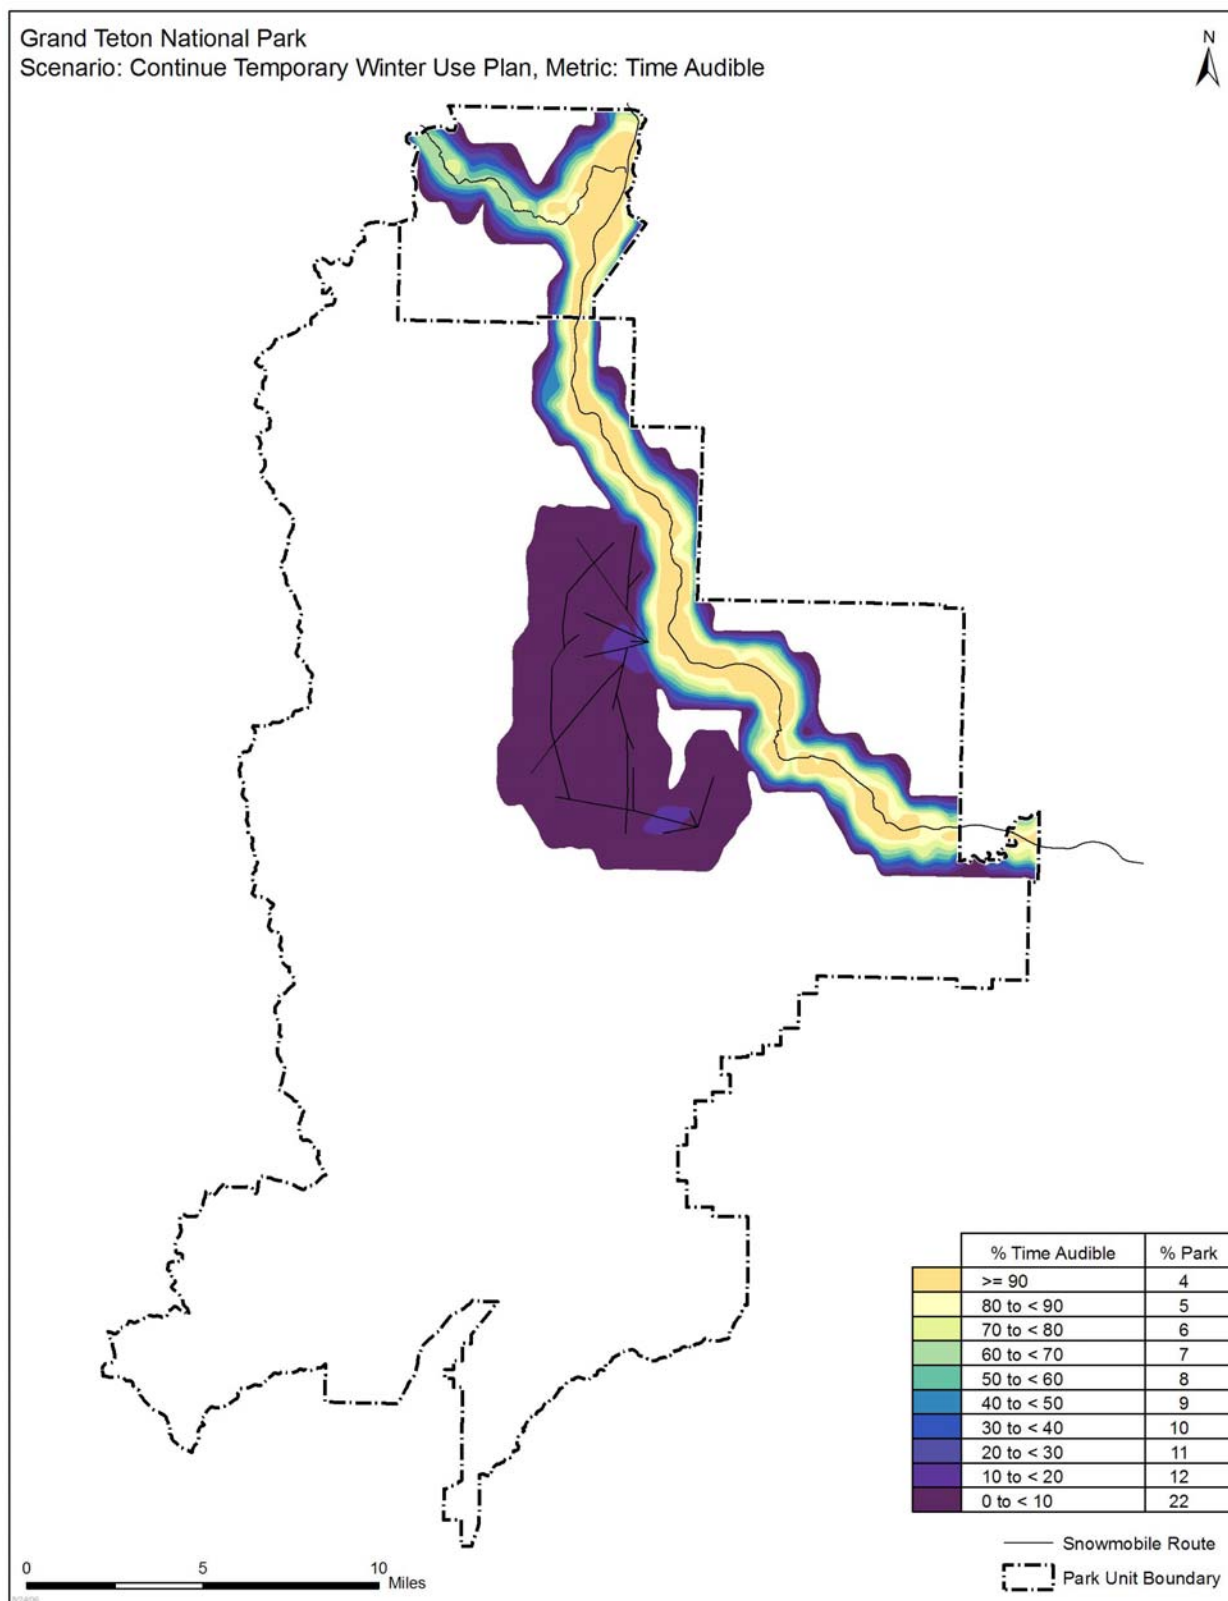 Grand Teton National Park
Scenario: Continue Temporary Winter Use Plan, Metric: Time Audible
N
% Time Audible % Park
>= 90 4
80 to < 90 5
70 to < 80 6
60 to < 70 7
50 to < 60 8
40 to < 50 9
30 to < 40 10
20 to < 30 11
10 to < 20 12
0 to < 10 22
Snowmobile Route
Park Unit Boundary
0 5 10
Miles